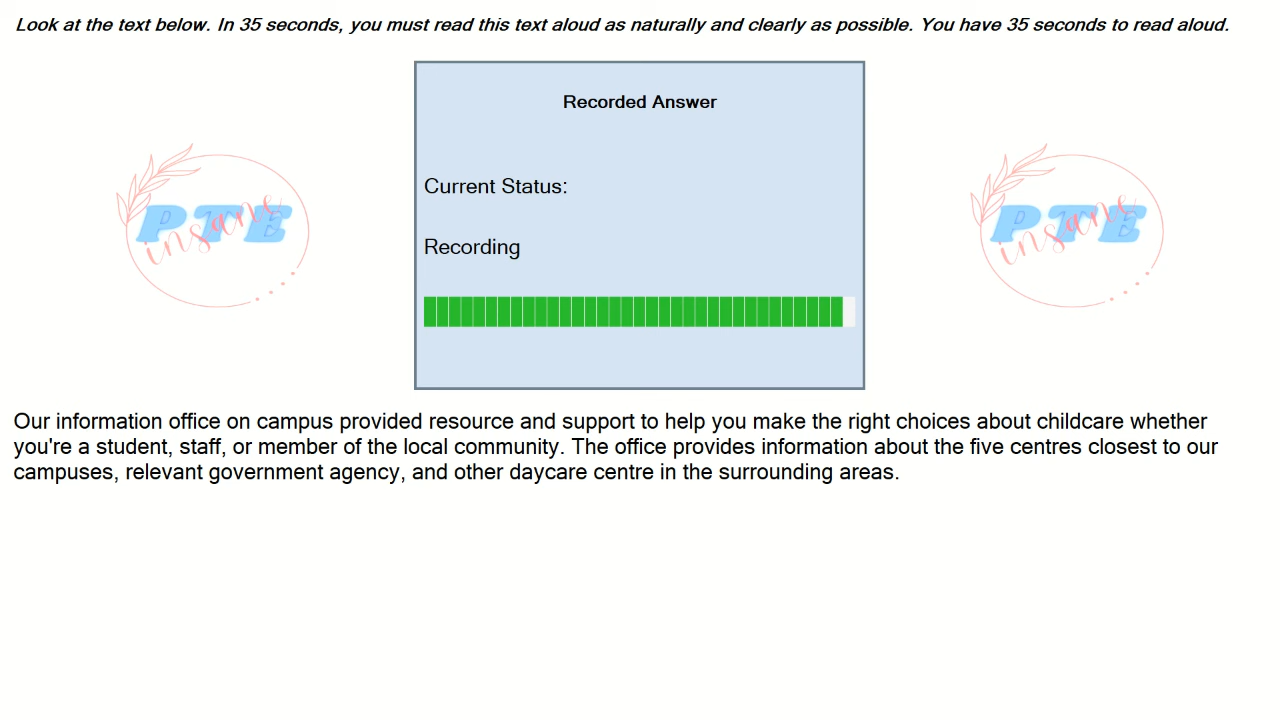 Look at the text below. In 35 seconds, you must read this text aloud as naturally and clearly as possible. You have 35 seconds to read aloud.
Recorded Answer
PTE
insane
PTE
insane
Current Status:
Recording
Our information office on campus provided resource and support to help you make the right choices about childcare whether
you're a student, staff, or member of the local community. The office provides information about the five centres closest to our
campuses, relevant government agency, and other daycare centre in the surrounding areas.